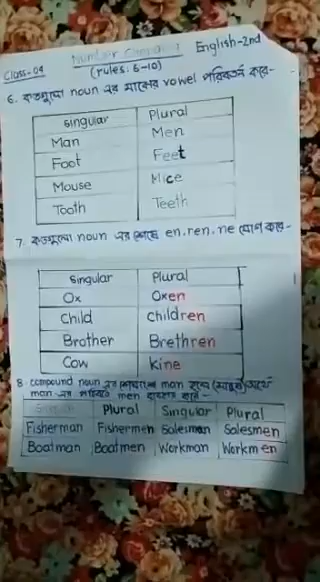 Number Changing English-2nd
Class-04 (rules: 6-10)
6. কতগুলো noun এর মাঝের vowel পরিবর্তন করে-
Singular Plural
Man Men
Foot Feet
Mouse Mice
Tooth Teeth
7. কতগুলো noun এর শেষে en, ren, ne যোগ করে-
Singular Plural
Ox Oxen
Child children
Brother Brethren
Cow kine
8. compound noun এর man
man এর men
Plural Singular Plural
Fisherman Fishermen Salesman Salesmen
Boatman Boatmen Workman Workmen